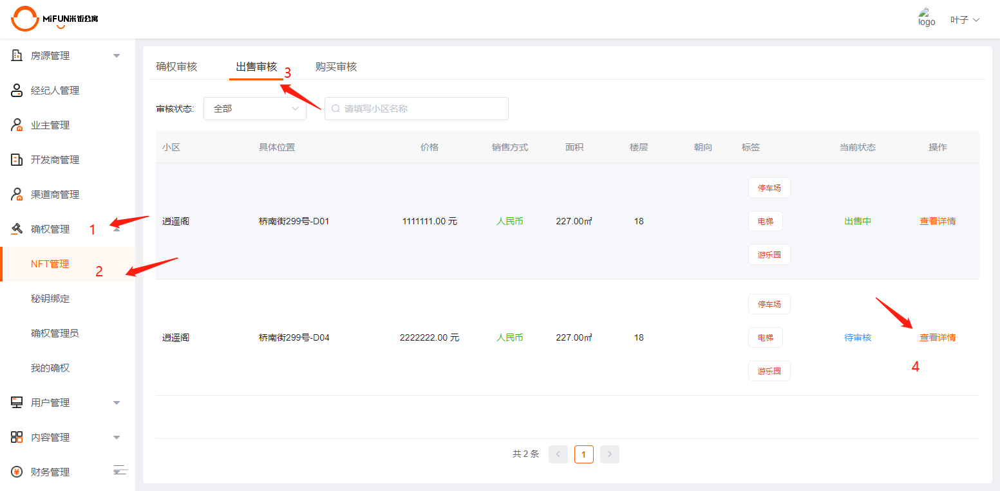 MiFUN米饭公寓
logo
叶子
房源管理
经纪人管理
业主管理
开发商管理
渠道商管理
确权管理
1
NFT管理
2
秘钥绑定
确权管理员
我的确权
用户管理
内容管理
财务管理
确权审核 出售审核 购买审核
3
审核状态: 全部 请填写小区名称
小区 具体位置 价格 销售方式 面积 楼层 朝向 标签 当前状态 操作
停车场
逍遥阁 桥南街299号-D01 1111111.00 元 人民币 227.00㎡ 18 电梯 出售中 查看详情
游乐园
停车场
逍遥阁 桥南街299号-D04 2222222.00 元 人民币 227.00㎡ 18 电梯 待审核 查看详情
4
游乐园
共 2 条 1